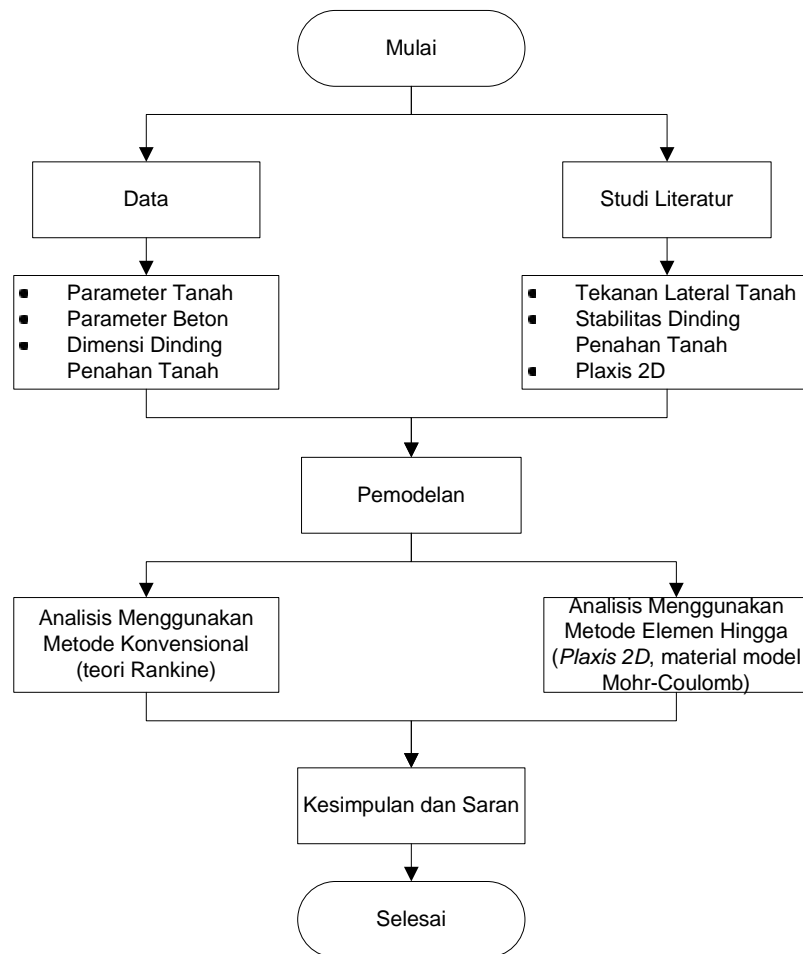 Mulai
Data
Studi Literatur
▪ Parameter Tanah
▪ Parameter Beton
▪ Dimensi Dinding
Penahan Tanah
▪ Tekanan Lateral Tanah
▪ Stabilitas Dinding
Penahan Tanah
▪ Plaxis 2D
Pemodelan
Analisis Menggunakan
Metode Konvensional
(teori Rankine)
Analisis Menggunakan
Metode Elemen Hingga
(Plaxis 2D, material model
Mohr-Coulomb)
Kesimpulan dan Saran
Selesai